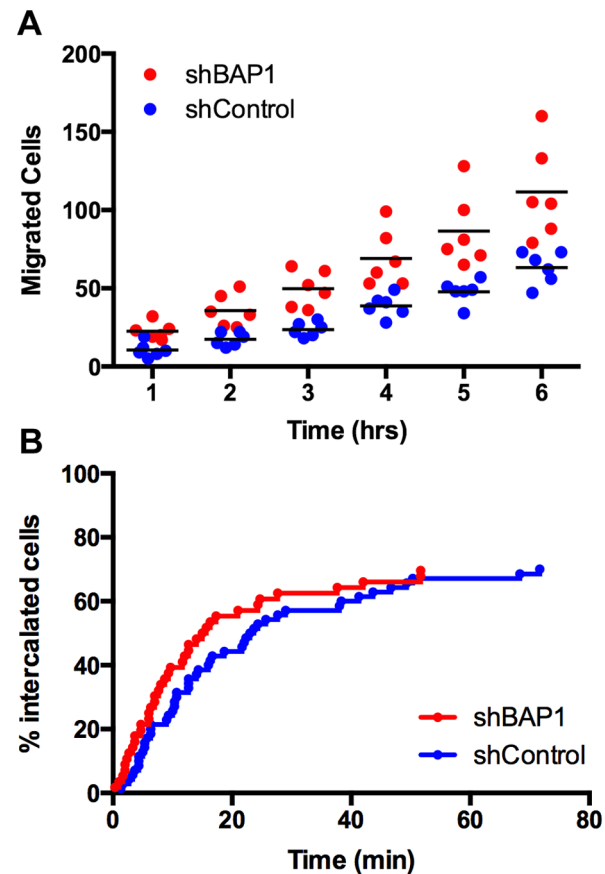 A
200
150
100
50
0
Migrated Cells
shBAP1
shControl
1 2 3 4 5 6
Time (hrs)
B
100
80
60
40
20
0
% intercalated cells
shBAP1
shControl
0 20 40 60 80
Time (min)